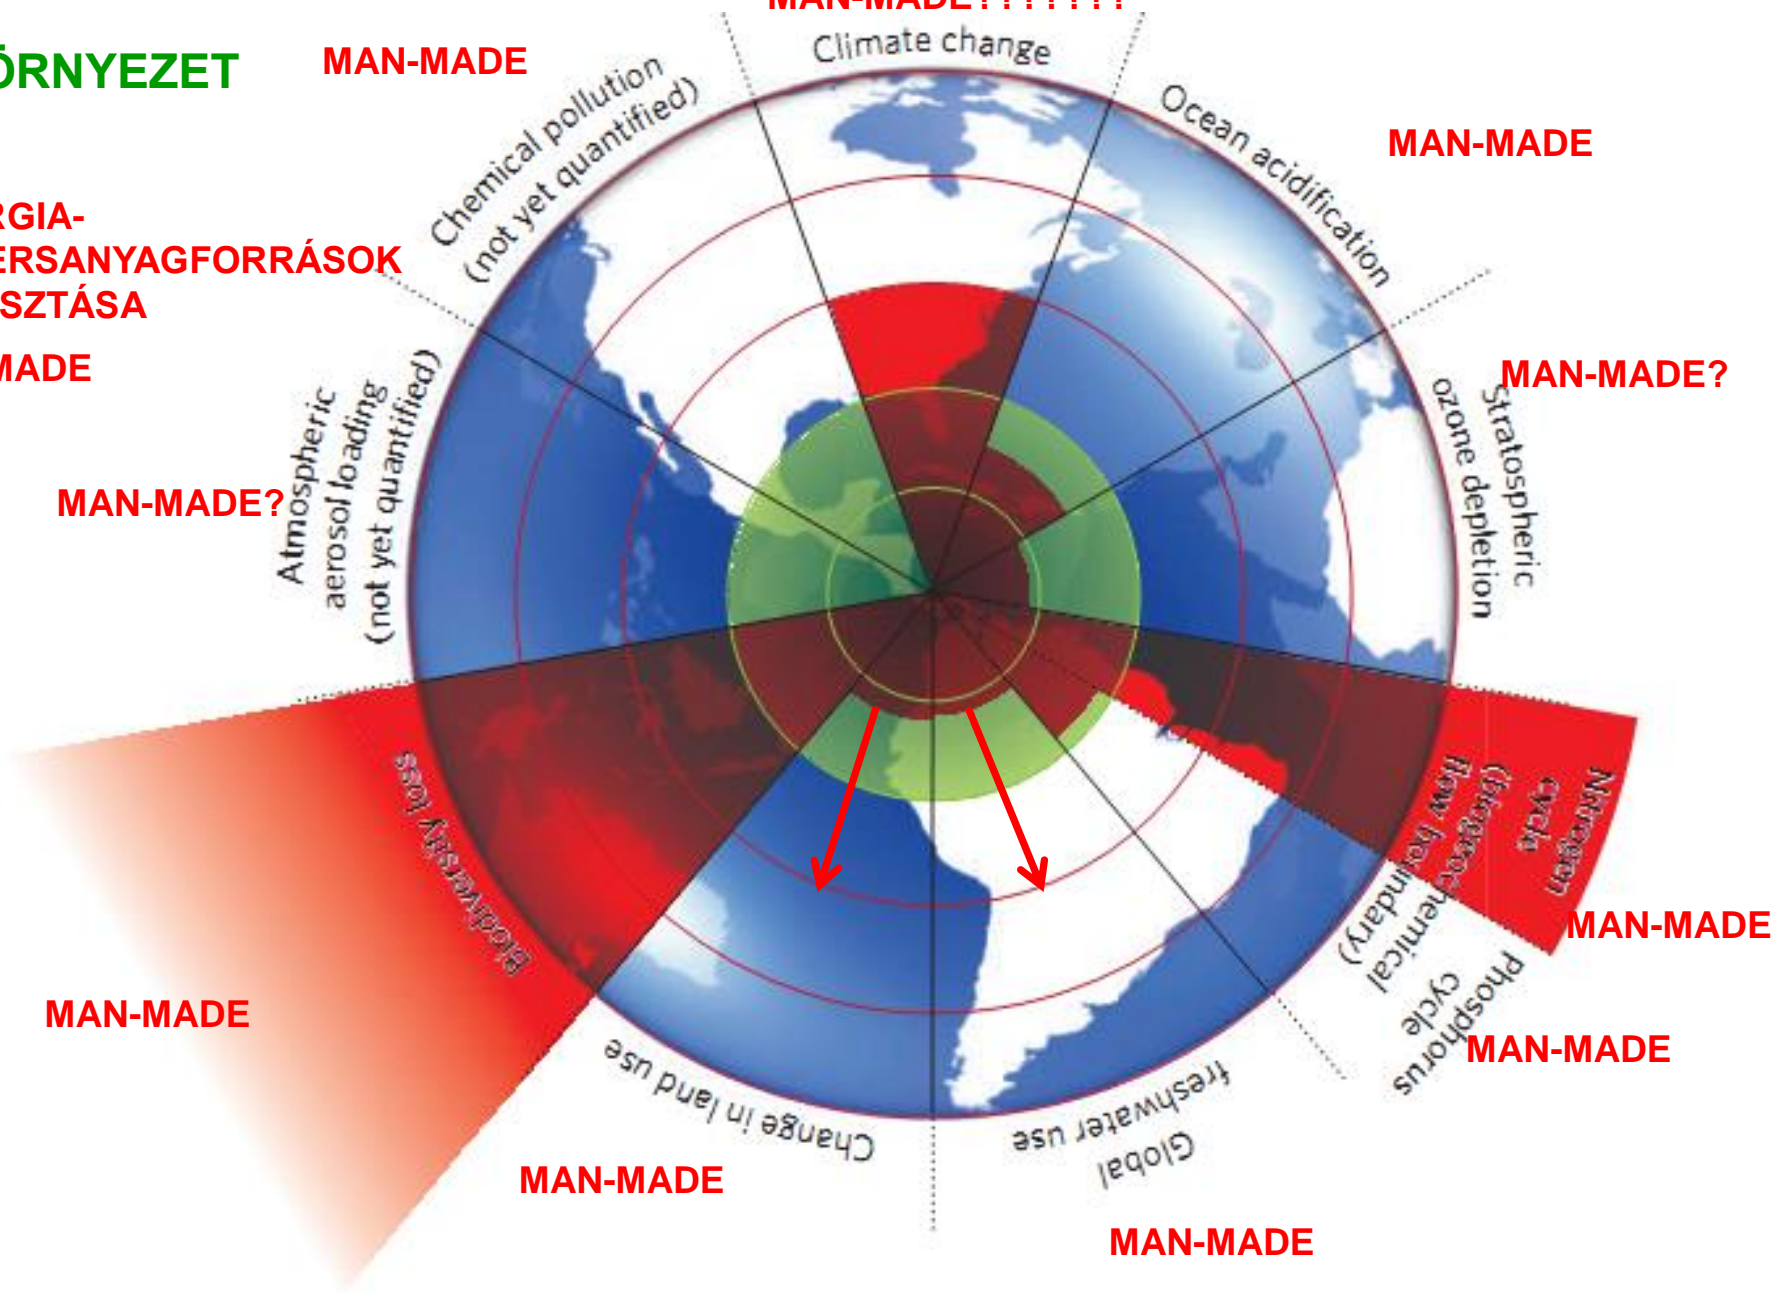 MAN-MADE???????
ÖRNYEZET
MAN-MADE
Climate change
Chemical pollution
(not yet quantified)
Ocean acidification
MAN-MADE
RGIA-
ERSANYAGFORRÁSOK
SZTÁSA
MADE
MAN-MADE?
Stratospheric
ozone depletion
MAN-MADE?
Atmospheric
aerosol loading
(not yet quantified)
Biodiversity loss
MAN-MADE
Nitrogen
cycle
(biogeochemical
flow boundary)
MAN-MADE
Phosphorus
cycle
MAN-MADE
Change in land use
MAN-MADE
Global
freshwater use
MAN-MADE